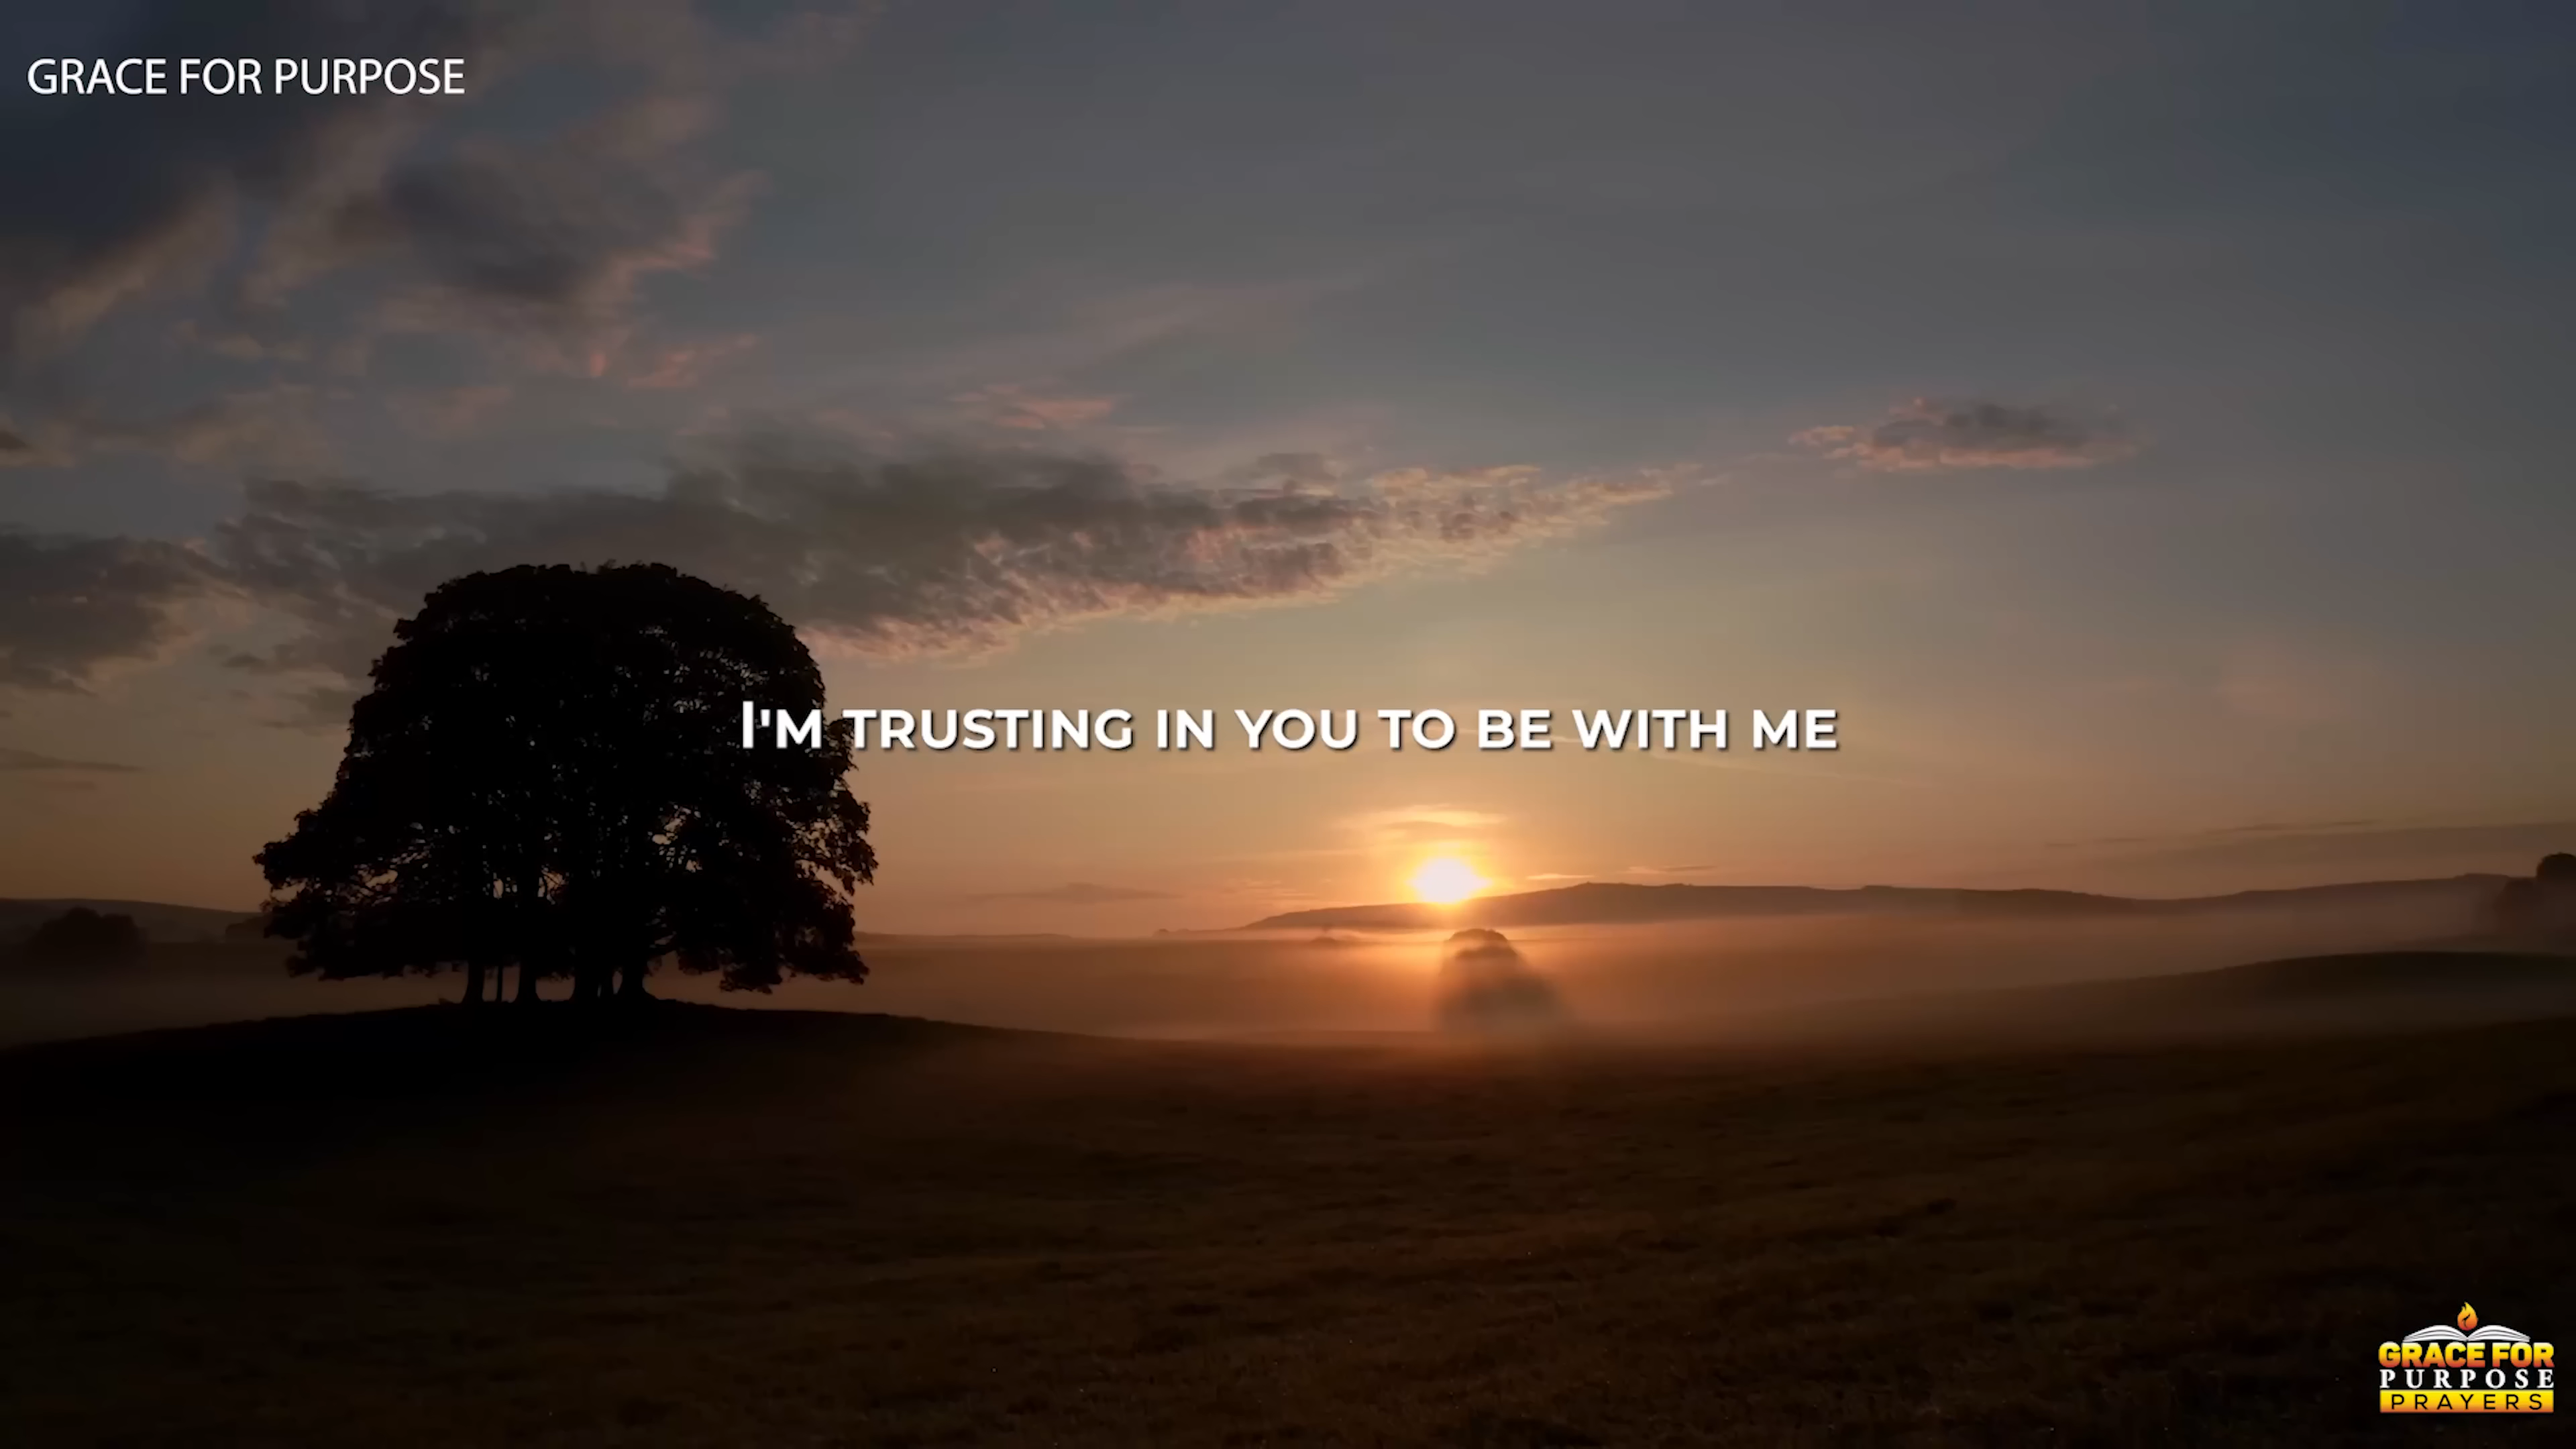 GRACE FOR PURPOSE
I'M TRUSTING IN YOU TO BE WITH ME
GRACE FOR
PURPOSE
PRAYERS